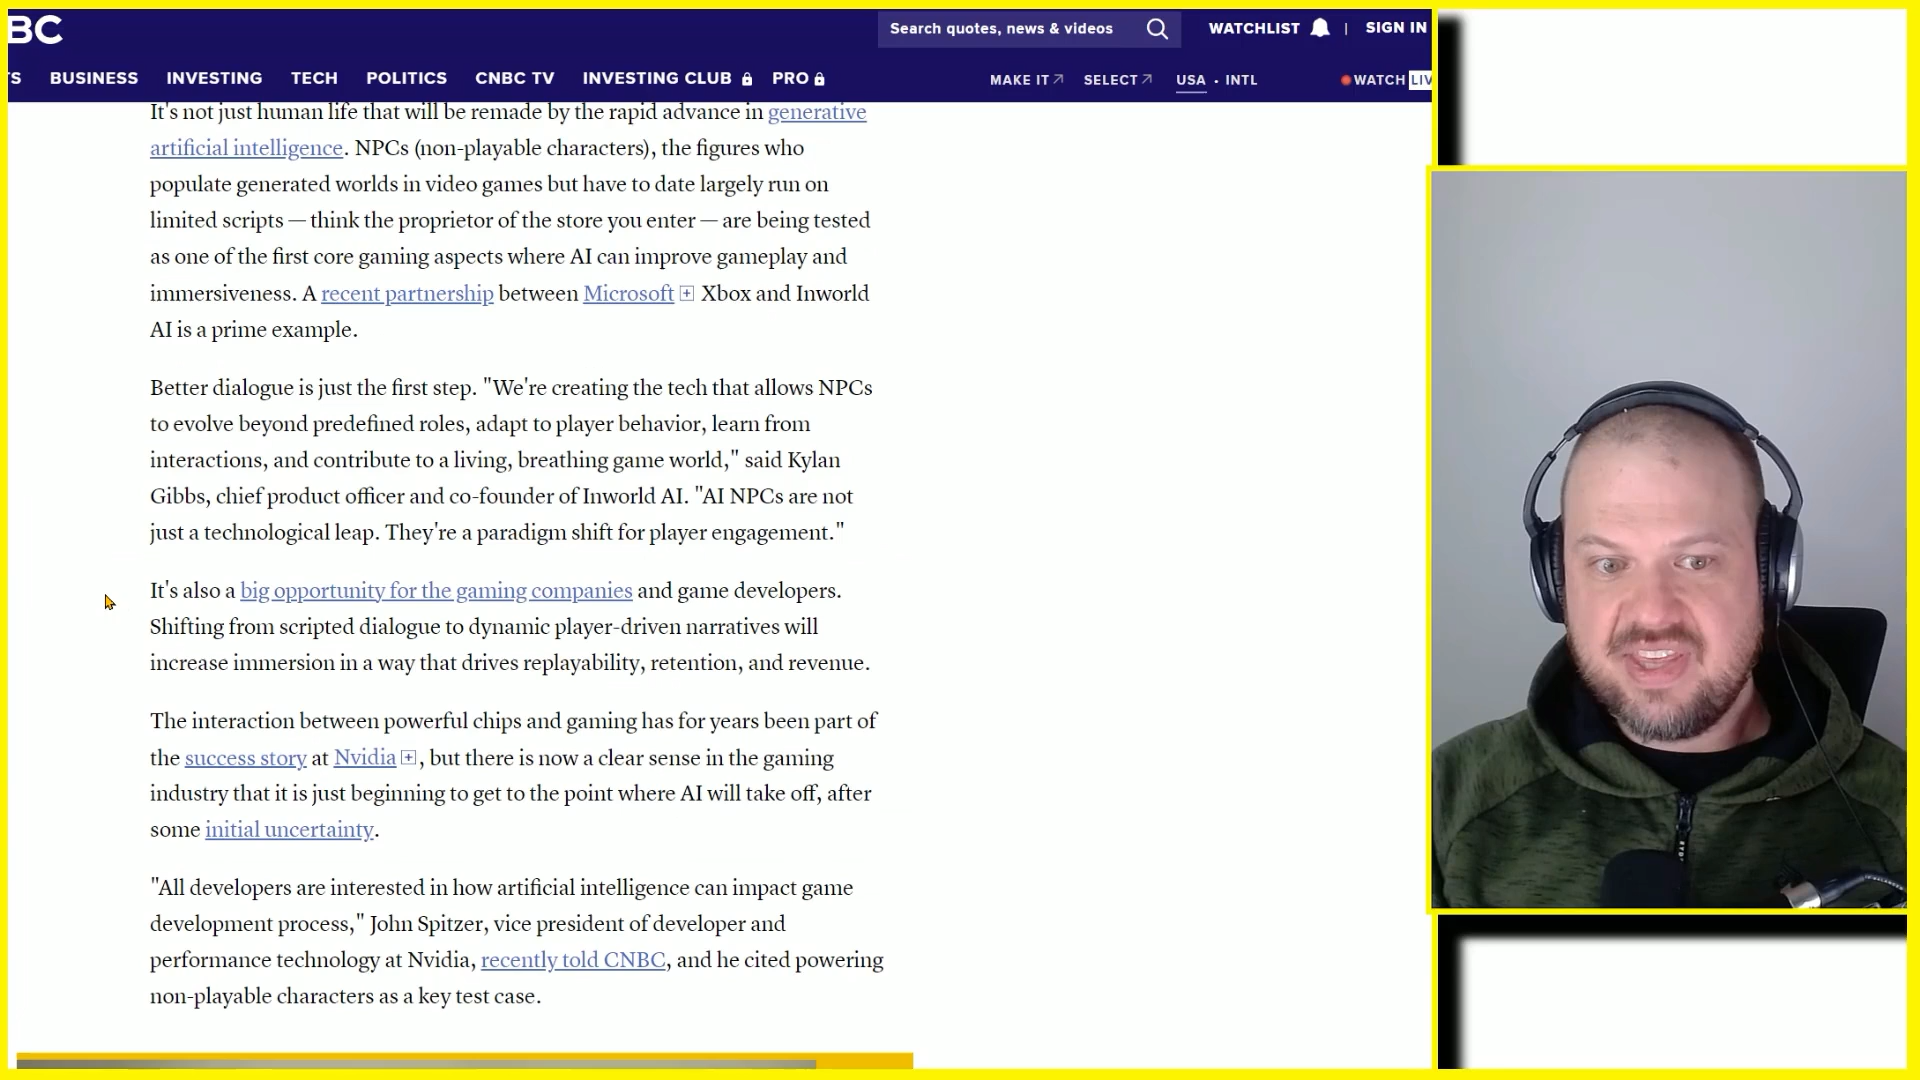 BC
Search quotes, news & videos
WATCHLIST | SIGN IN
TS BUSINESS INVESTING TECH POLITICS CNBC TV INVESTING CLUB PRO
MAKE IT SELECT USA • INTL WATCH LIV
It's not just human life that will be remade by the rapid advance in generative
artificial intelligence. NPCs (non-playable characters), the figures who
populate generated worlds in video games but have to date largely run on
limited scripts — think the proprietor of the store you enter — are being tested
as one of the first core gaming aspects where AI can improve gameplay and
immersiveness. A recent partnership between Microsoft Xbox and Inworld
AI is a prime example.
Better dialogue is just the first step. "We're creating the tech that allows NPCs
to evolve beyond predefined roles, adapt to player behavior, learn from
interactions, and contribute to a living, breathing game world," said Kylan
Gibbs, chief product officer and co-founder of Inworld AI. "AI NPCs are not
just a technological leap. They're a paradigm shift for player engagement."
It's also a big opportunity for the gaming companies and game developers.
Shifting from scripted dialogue to dynamic player-driven narratives will
increase immersion in a way that drives replayability, retention, and revenue.
The interaction between powerful chips and gaming has for years been part of
the success story at Nvidia, but there is now a clear sense in the gaming
industry that it is just beginning to get to the point where AI will take off, after
some initial uncertainty.
"All developers are interested in how artificial intelligence can impact game
development process," John Spitzer, vice president of developer and
performance technology at Nvidia, recently told CNBC, and he cited powering
non-playable characters as a key test case.